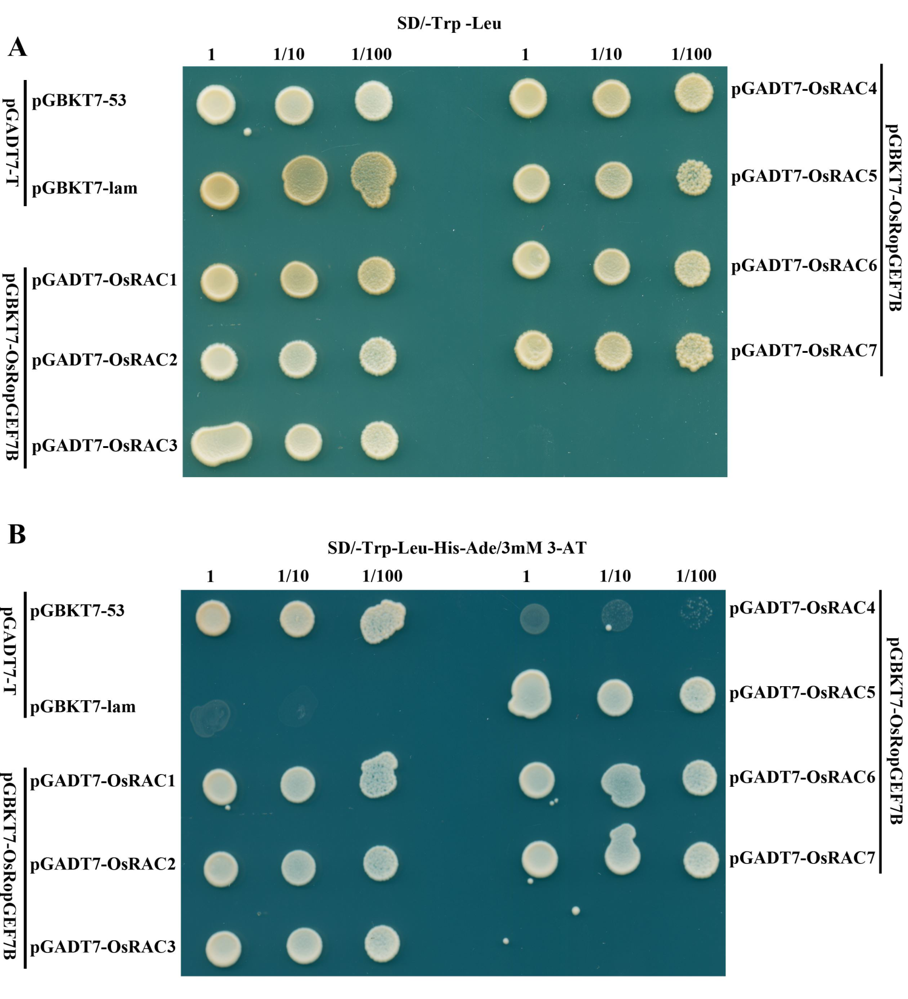 SD/-Trp -Leu
A
1 1/10 1/100 1 1/10 1/100
pGADT7-T
pGBKT7-53
pGBKT7-lam
pGBKT7-OsRopGEF7B
pGADT7-OsRAC1
pGADT7-OsRAC2
pGADT7-OsRAC3
pGADT7-OsRAC4
pGADT7-OsRAC5
pGADT7-OsRAC6
pGADT7-OsRAC7
pGBKT7-OsRopGEF7B
B
SD/-Trp-Leu-His-Ade/3mM 3-AT
1 1/10 1/100 1 1/10 1/100
pGADT7-T
pGBKT7-53
pGBKT7-lam
pGBKT7-OsRopGEF7B
pGADT7-OsRAC1
pGADT7-OsRAC2
pGADT7-OsRAC3
pGADT7-OsRAC4
pGADT7-OsRAC5
pGADT7-OsRAC6
pGADT7-OsRAC7
pGBKT7-OsRopGEF7B